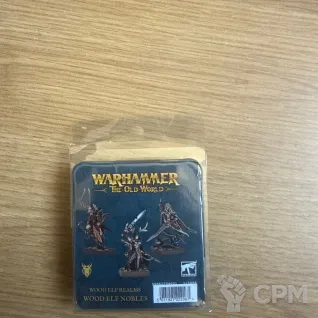 WARHAMMER
THE OLD WORLD
WOOD ELF REALMS
WOOD ELF NOBLES
CPM